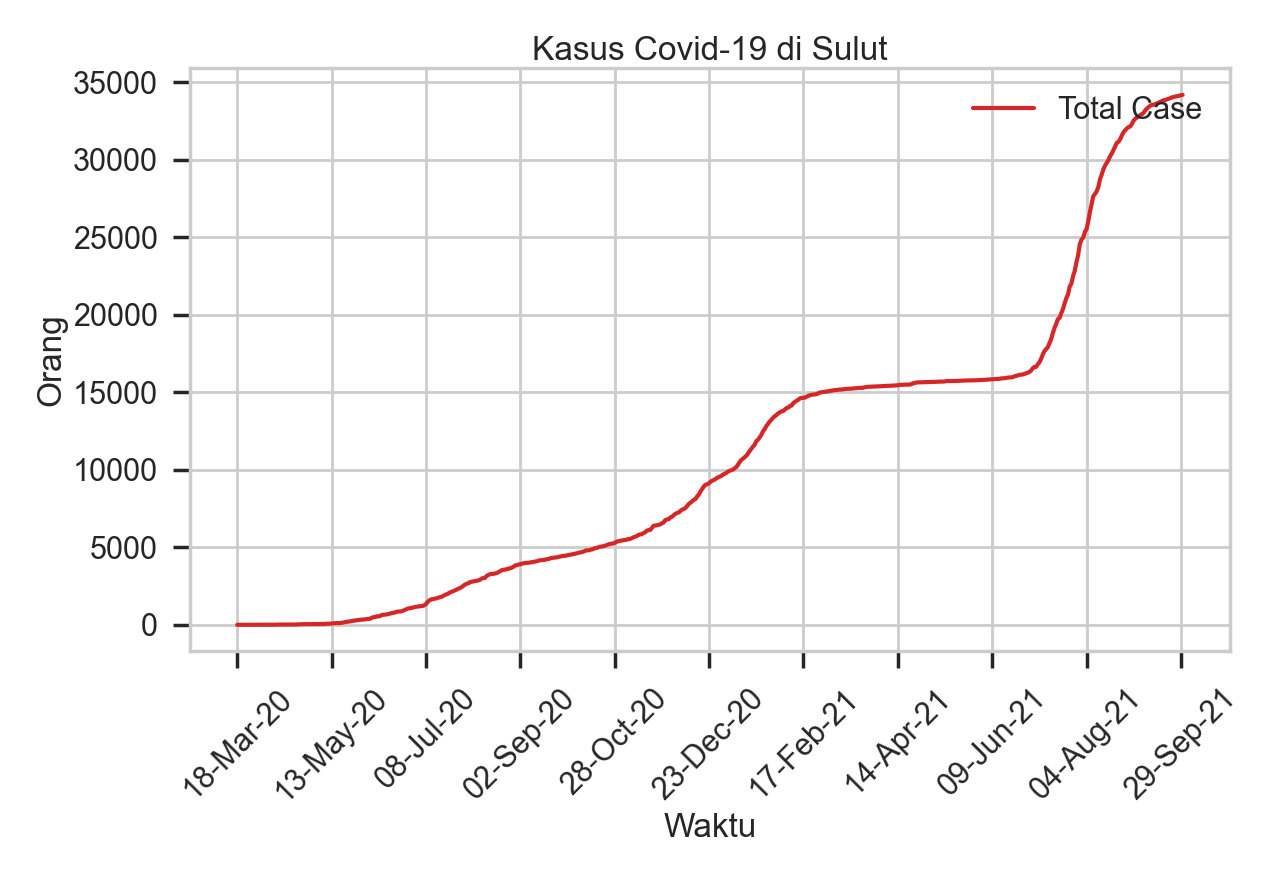 Kasus Covid-19 di Sulut
Total Case
35000
30000
25000
20000
15000
10000
5000
0
Orang
18-Mar-20
13-May-20
08-Jul-20
02-Sep-20
28-Oct-20
23-Dec-20
17-Feb-21
14-Apr-21
09-Jun-21
04-Aug-21
29-Sep-21
Waktu